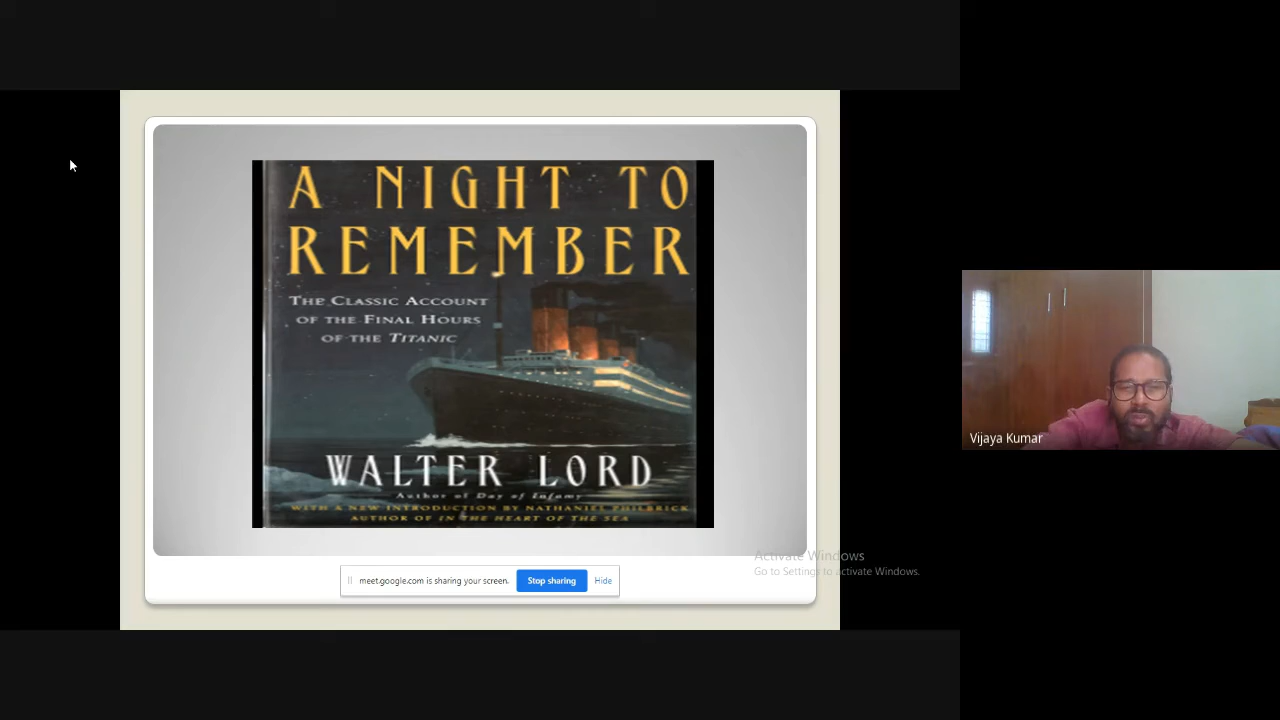 A NIGHT TO
REMEMBER
THE CLASSIC ACCOUNT
OF THE FINAL HOURS
OF THE TITANIC
WALTER LORD
Author of Day of Infamy
WITH A NEW INTRODUCTION BY NATHANIEL PHILBRICK
AUTHOR OF IN THE HEART OF THE SEA
meet.google.com is sharing your screen.
Stop sharing
Hide
Activate Windows
Go to Settings to activate Windows.
Vijaya Kumar